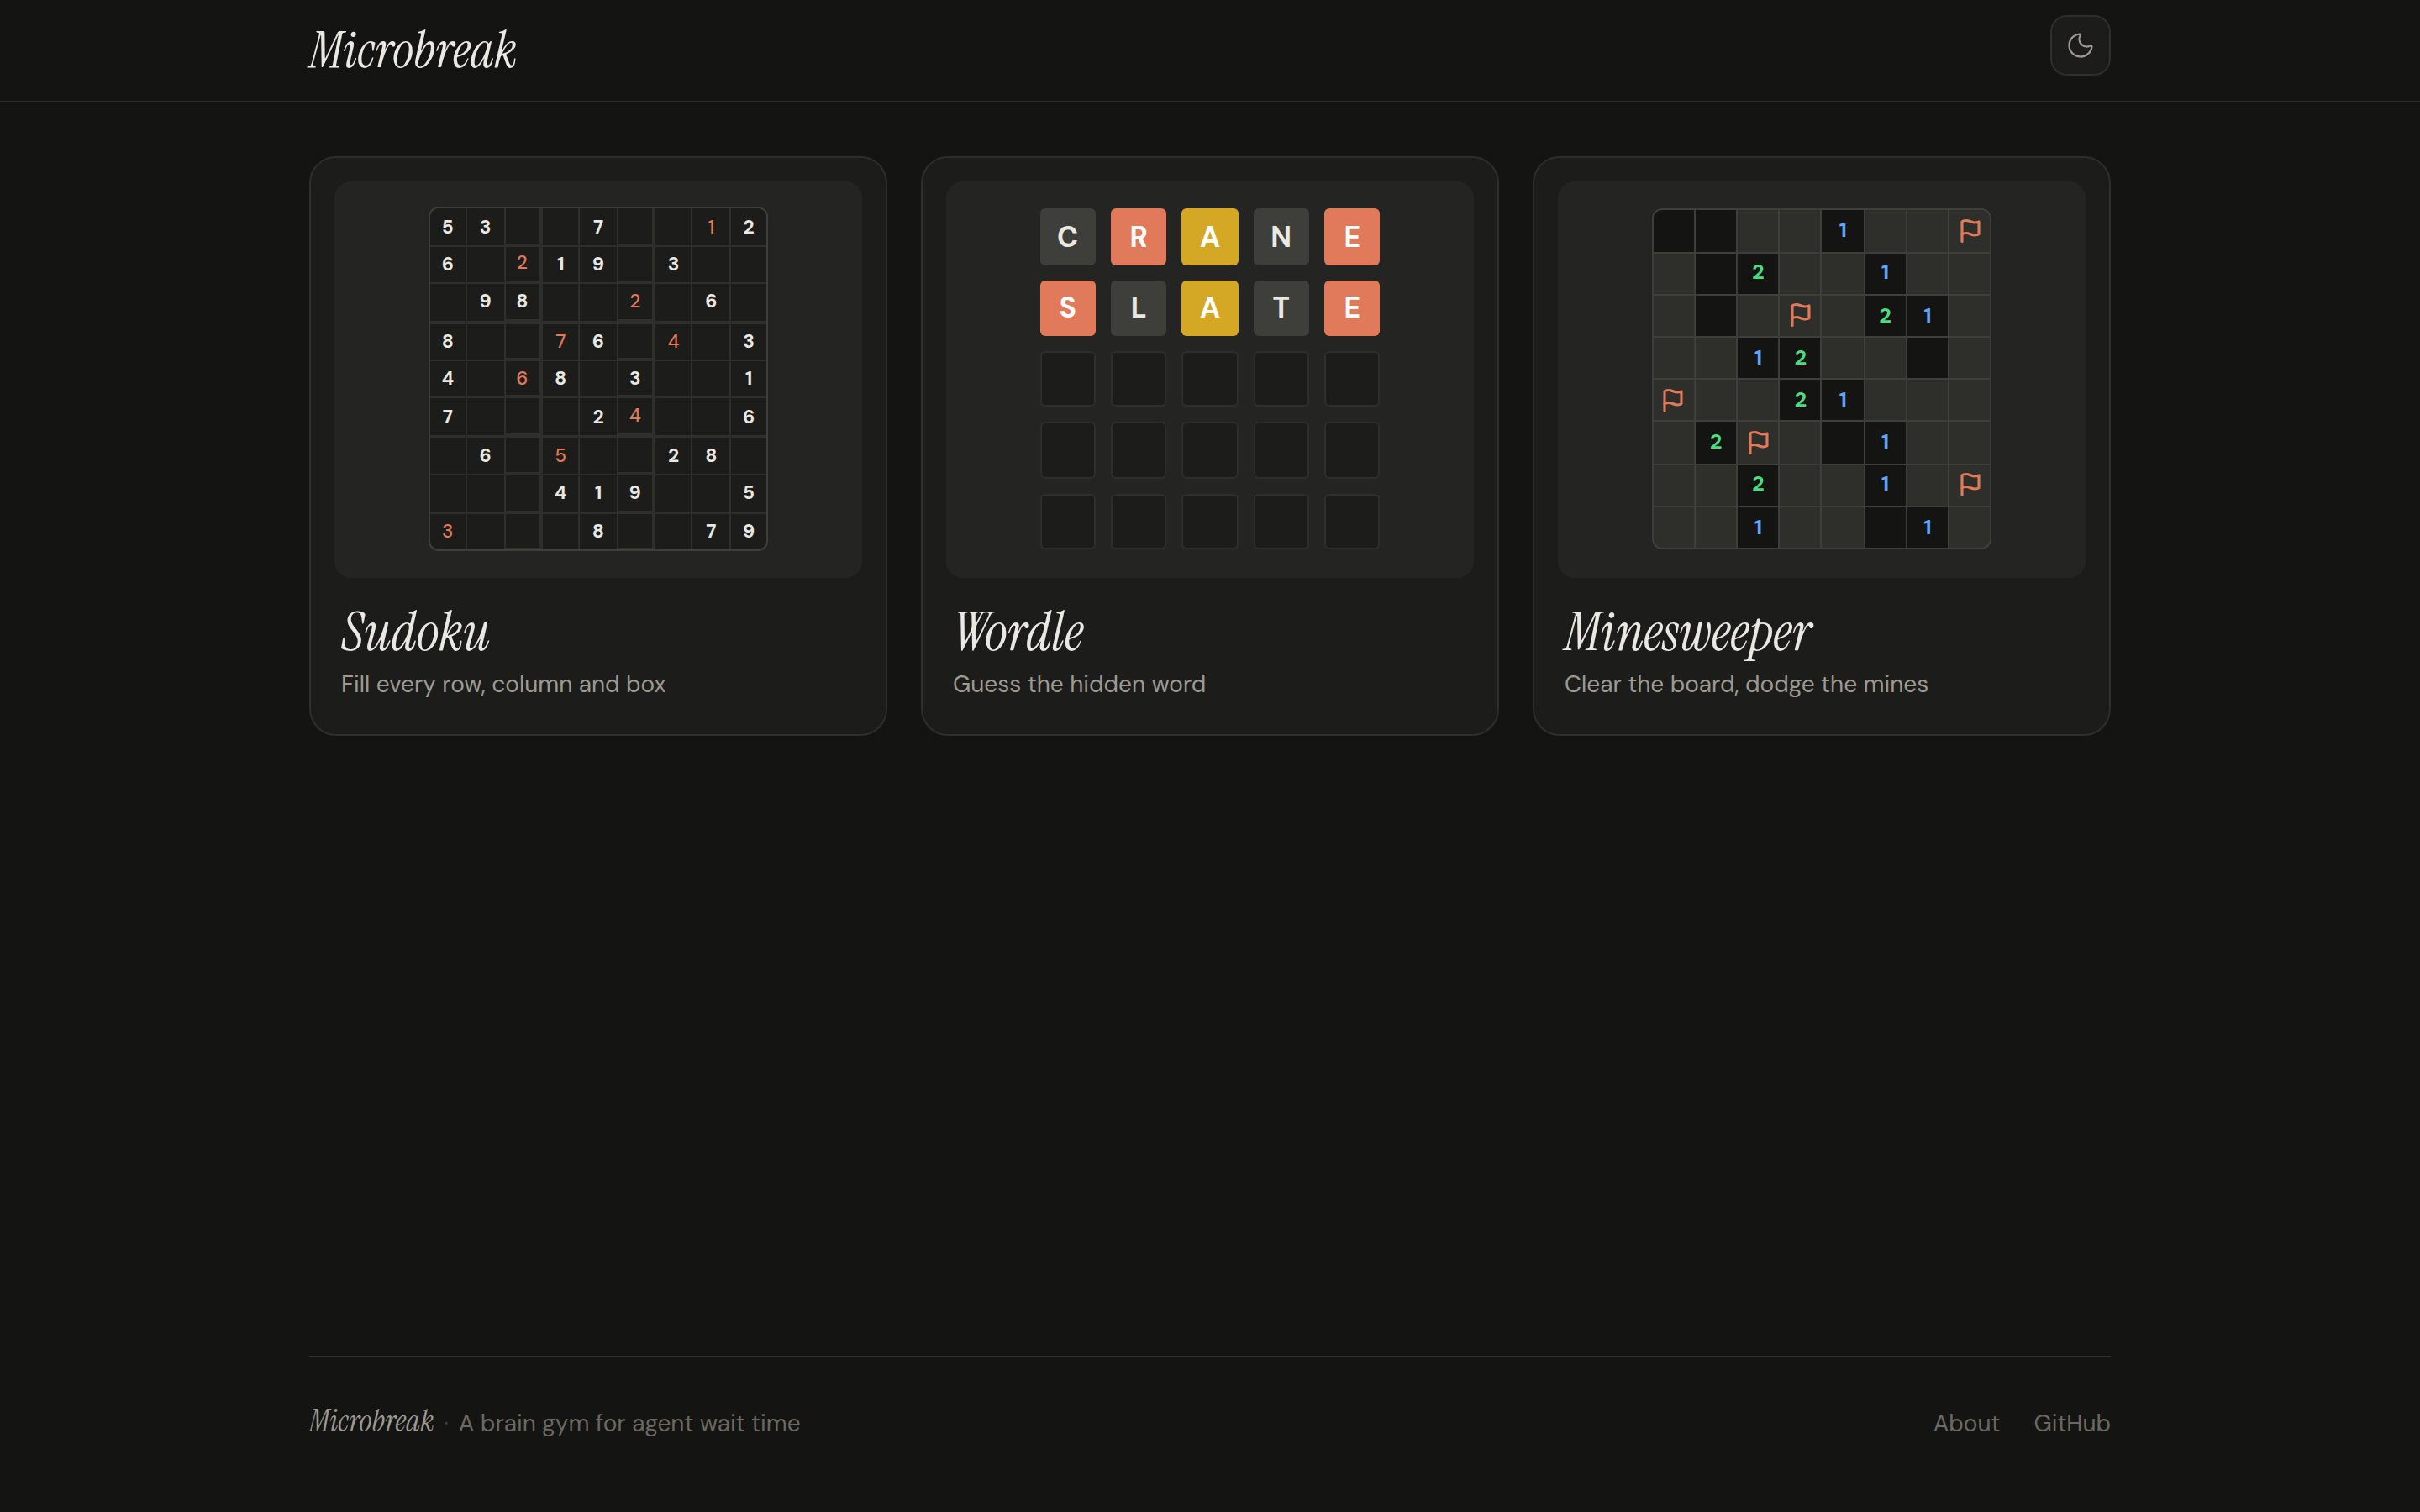 Microbreak
5 3 7 1 2
6 2 1 9 3
9 8 2 6
8 7 6 4 3
4 6 8 3 1
7 2 4 6
6 5 2 8
4 1 9 5
3 8 7 9
Sudoku
Fill every row, column and box
C R A N E
S L A T E
Wordle
Guess the hidden word
1
2 1
2 1
1 2
2 1
2 1
2 1
1 1
Minesweeper
Clear the board, dodge the mines
Microbreak · A brain gym for agent wait time
About GitHub